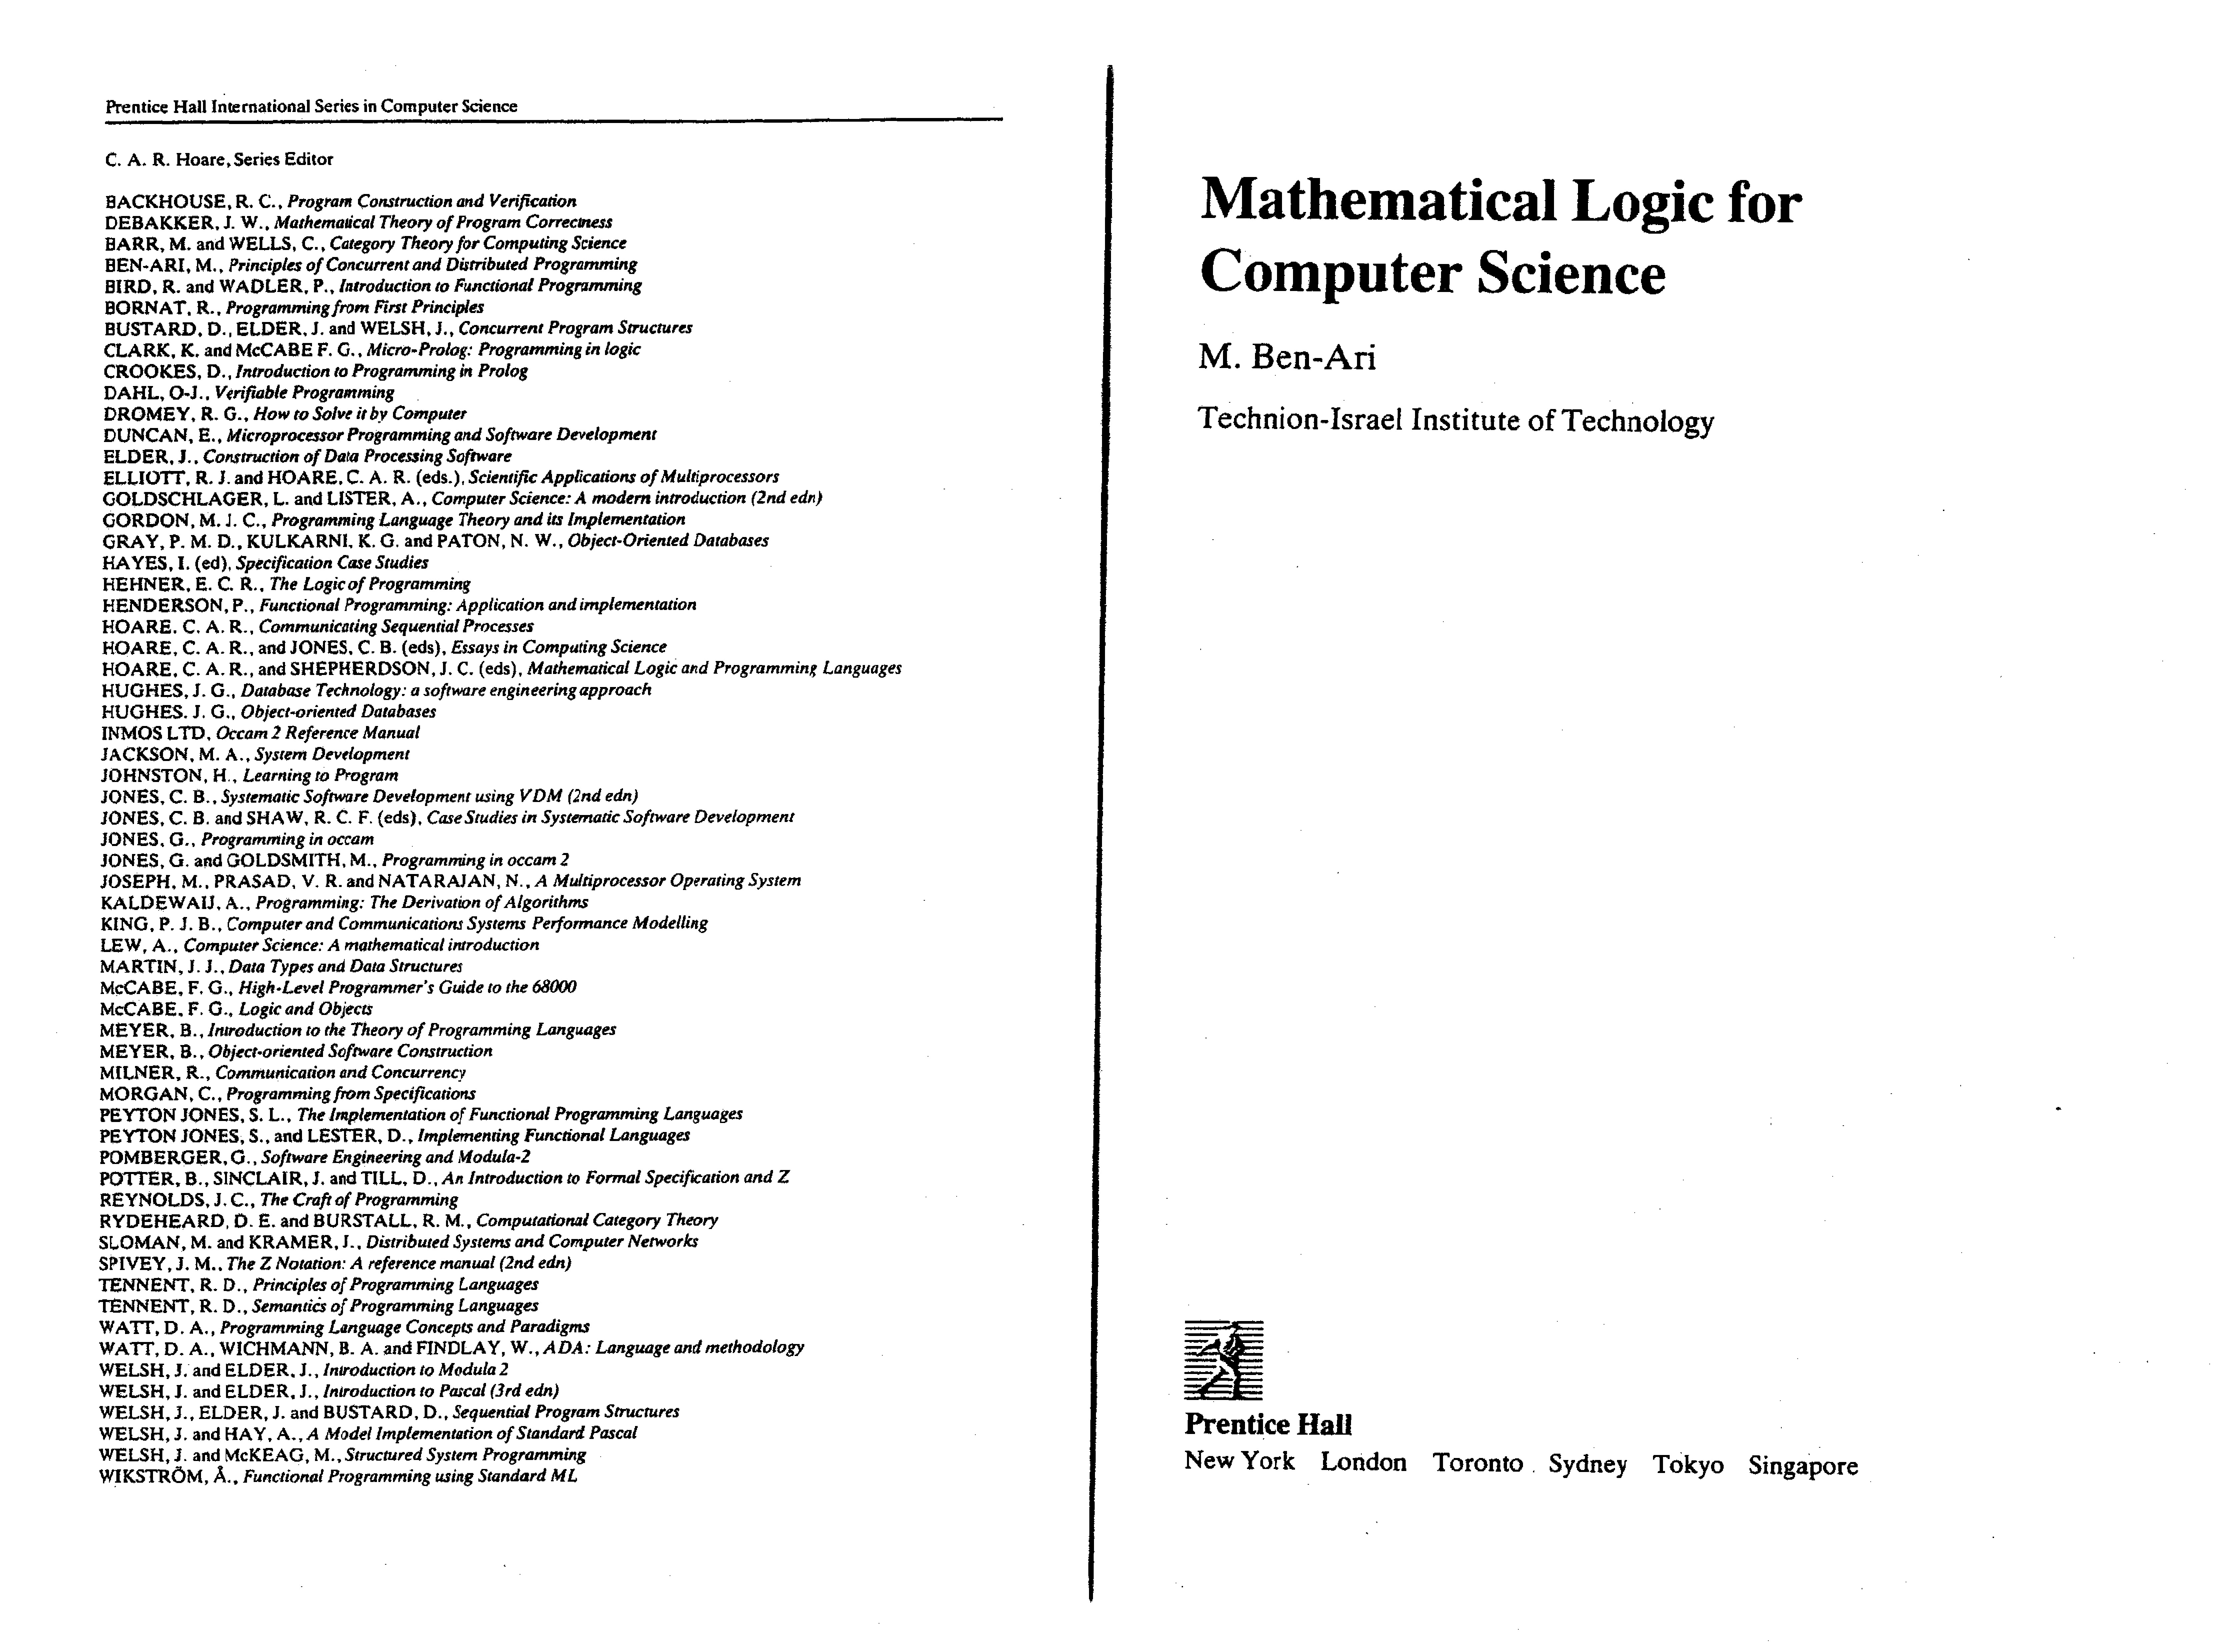 Prentice Hall International Series in Computer Science
C. A. R. Hoare, Series Editor
BACKHOUSE, R. C., Program Construction and Verification
DEBAKKER, J. W., Mathematical Theory of Program Correctness
BARR, M. and WELLS, C., Category Theory for Computing Science
BEN-ARI, M., Principles of Concurrent and Distributed Programming
BIRD, R. and WADLER, P., Introduction to Functional Programming
BORNAT, R., Programming from First Principles
BUSTARD, D., ELDER, J. and WELSH, J., Concurrent Program Structures
CLARK, K. and McCABE F. G., Micro-Prolog: Programming in logic
CROOKES, D., Introduction to Programming in Prolog
DAHL, O-J., Verifiable Programming
DROMEY, R. G., How to Solve it by Computer
DUNCAN, E., Microprocessor Programming and Software Development
ELDER, J., Construction of Data Processing Software
ELLIOTT, R. J. and HOARE, C. A. R. (eds.), Scientific Applications of Multiprocessors
GOLDSCHLAGER, L. and LISTER, A., Computer Science: A modern introduction (2nd edn)
GORDON, M. J. C., Programming Language Theory and its Implementation
GRAY, P. M. D., KULKARNI, K. G. and PATON, N. W., Object-Oriented Databases
HAYES, I. (ed), Specification Case Studies
HEHNER, E. C. R., The Logic of Programming
HENDERSON, P., Functional Programming: Application and implementation
HOARE, C. A. R., Communicating Sequential Processes
HOARE, C. A. R., and JONES, C. B. (eds), Essays in Computing Science
HOARE, C. A. R., and SHEPHERDSON, J. C. (eds), Mathematical Logic and Programming Languages
HUGHES, J. G., Database Technology: a software engineering approach
HUGHES, J. G., Object-oriented Databases
INMOS LTD, Occam 2 Reference Manual
JACKSON, M. A., System Development
JOHNSTON, H., Learning to Program
JONES, C. B., Systematic Software Development using VDM (2nd edn)
JONES, C. B. and SHAW, R. C. F. (eds), Case Studies in Systematic Software Development
JONES, G., Programming in occam
JONES, G. and GOLDSMITH, M., Programming in occam 2
JOSEPH, M., PRASAD, V. R. and NATARAJAN, N., A Multiprocessor Operating System
KALDEWAIJ, A., Programming: The Derivation of Algorithms
KING, P. J. B., Computer and Communications Systems Performance Modelling
LEW, A., Computer Science: A mathematical introduction
MARTIN, J. J., Data Types and Data Structures
McCABE, F. G., High-Level Programmer's Guide to the 68000
McCABE, F. G., Logic and Objects
MEYER, B., Introduction to the Theory of Programming Languages
MEYER, B., Object-oriented Software Construction
MILNER, R., Communication and Concurrency
MORGAN, C., Programming from Specifications
PEYTON JONES, S. L., The Implementation of Functional Programming Languages
PEYTON JONES, S., and LESTER, D., Implementing Functional Languages
POMBERGER, G., Software Engineering and Modula-2
POTTER, B., SINCLAIR, J. and TILL, D., An Introduction to Formal Specification and Z
REYNOLDS, J. C., The Craft of Programming
RYDEHEARD, D. E. and BURSTALL, R. M., Computational Category Theory
SLOMAN, M. and KRAMER, J., Distributed Systems and Computer Networks
SPIVEY, J. M., The Z Notation: A reference manual (2nd edn)
TENNENT, R. D., Principles of Programming Languages
TENNENT, R. D., Semantics of Programming Languages
WATT, D. A., Programming Language Concepts and Paradigms
WATT, D. A., WICHMANN, B. A. and FINDLAY, W., ADA: Language and methodology
WELSH, J. and ELDER, J., Introduction to Modula 2
WELSH, J. and ELDER, J., Introduction to Pascal (3rd edn)
WELSH, J., ELDER, J. and BUSTARD, D., Sequential Program Structures
WELSH, J. and HAY, A., A Model Implementation of Standard Pascal
WELSH, J. and McKEAG, M., Structured System Programming
WIKSTRÖM, Å., Functional Programming using Standard ML
Mathematical Logic for
Computer Science
M. Ben-Ari
Technion-Israel Institute of Technology
Prentice Hall
New York London Toronto Sydney Tokyo Singapore